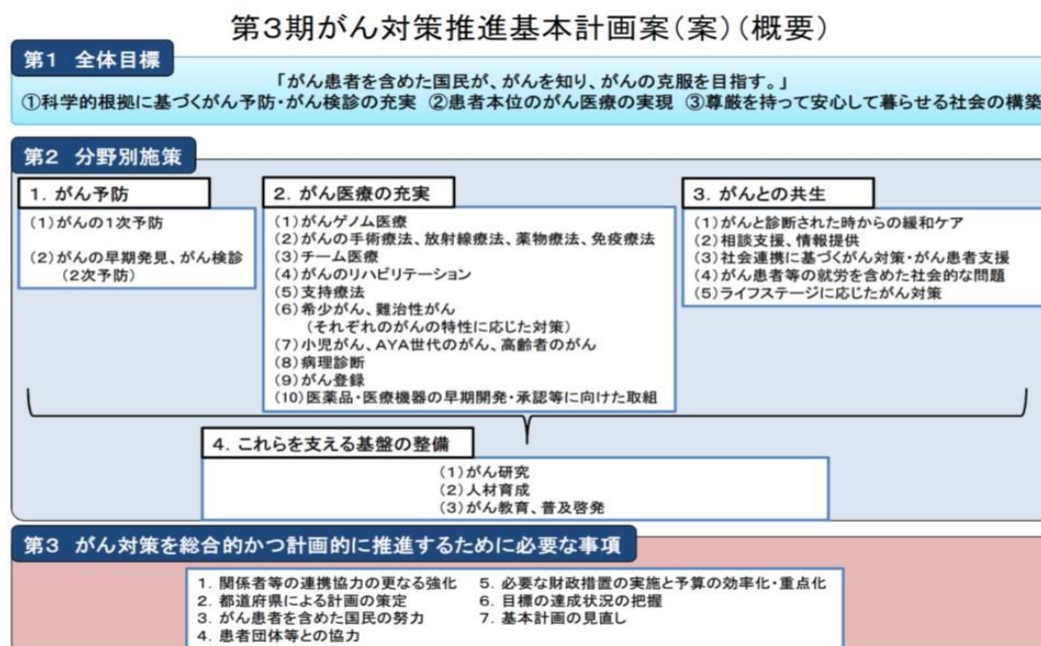 第３期がん対策推進基本計画案（案）（概要）
第１　全体目標
「がん患者を含めた国民が、がんを知り、がんの克服を目指す。」
①科学的根拠に基づくがん予防・がん検診の充実　②患者本位のがん医療の実現　③尊厳を持って安心して暮らせる社会の構築
第２　分野別施策
１．がん予防
（１）がんの１次予防
（２）がんの早期発見、がん検診
（２次予防）
２．がん医療の充実
（１）がんゲノム医療
（２）がんの手術療法、放射線療法、薬物療法、免疫療法
（３）チーム医療
（４）がんのリハビリテーション
（５）支持療法
（６）希少がん、難治性がん
（それぞれのがんの特性に応じた対策）
（７）小児がん、AYA世代のがん、高齢者のがん
（８）病理診断
（９）がん登録
（１０）医薬品・医療機器の早期開発・承認等に向けた取組
３．がんとの共生
（１）がんと診断された時からの緩和ケア
（２）相談支援、情報提供
（３）社会連携に基づくがん対策・がん患者支援
（４）がん患者等の就労を含めた社会的な問題
（５）ライフステージに応じたがん対策
４．これらを支える基盤の整備
（１）がん研究
（２）人材育成
（３）がん教育、普及啓発
第３　がん対策を総合的かつ計画的に推進するために必要な事項
１．関係者等の連携協力の更なる強化
２．都道府県による計画の策定
３．がん患者を含めた国民の努力
４．患者団体等との協力
５．必要な財政措置の実施と予算の効率化・重点化
６．目標の達成状況の把握
７．基本計画の見直し